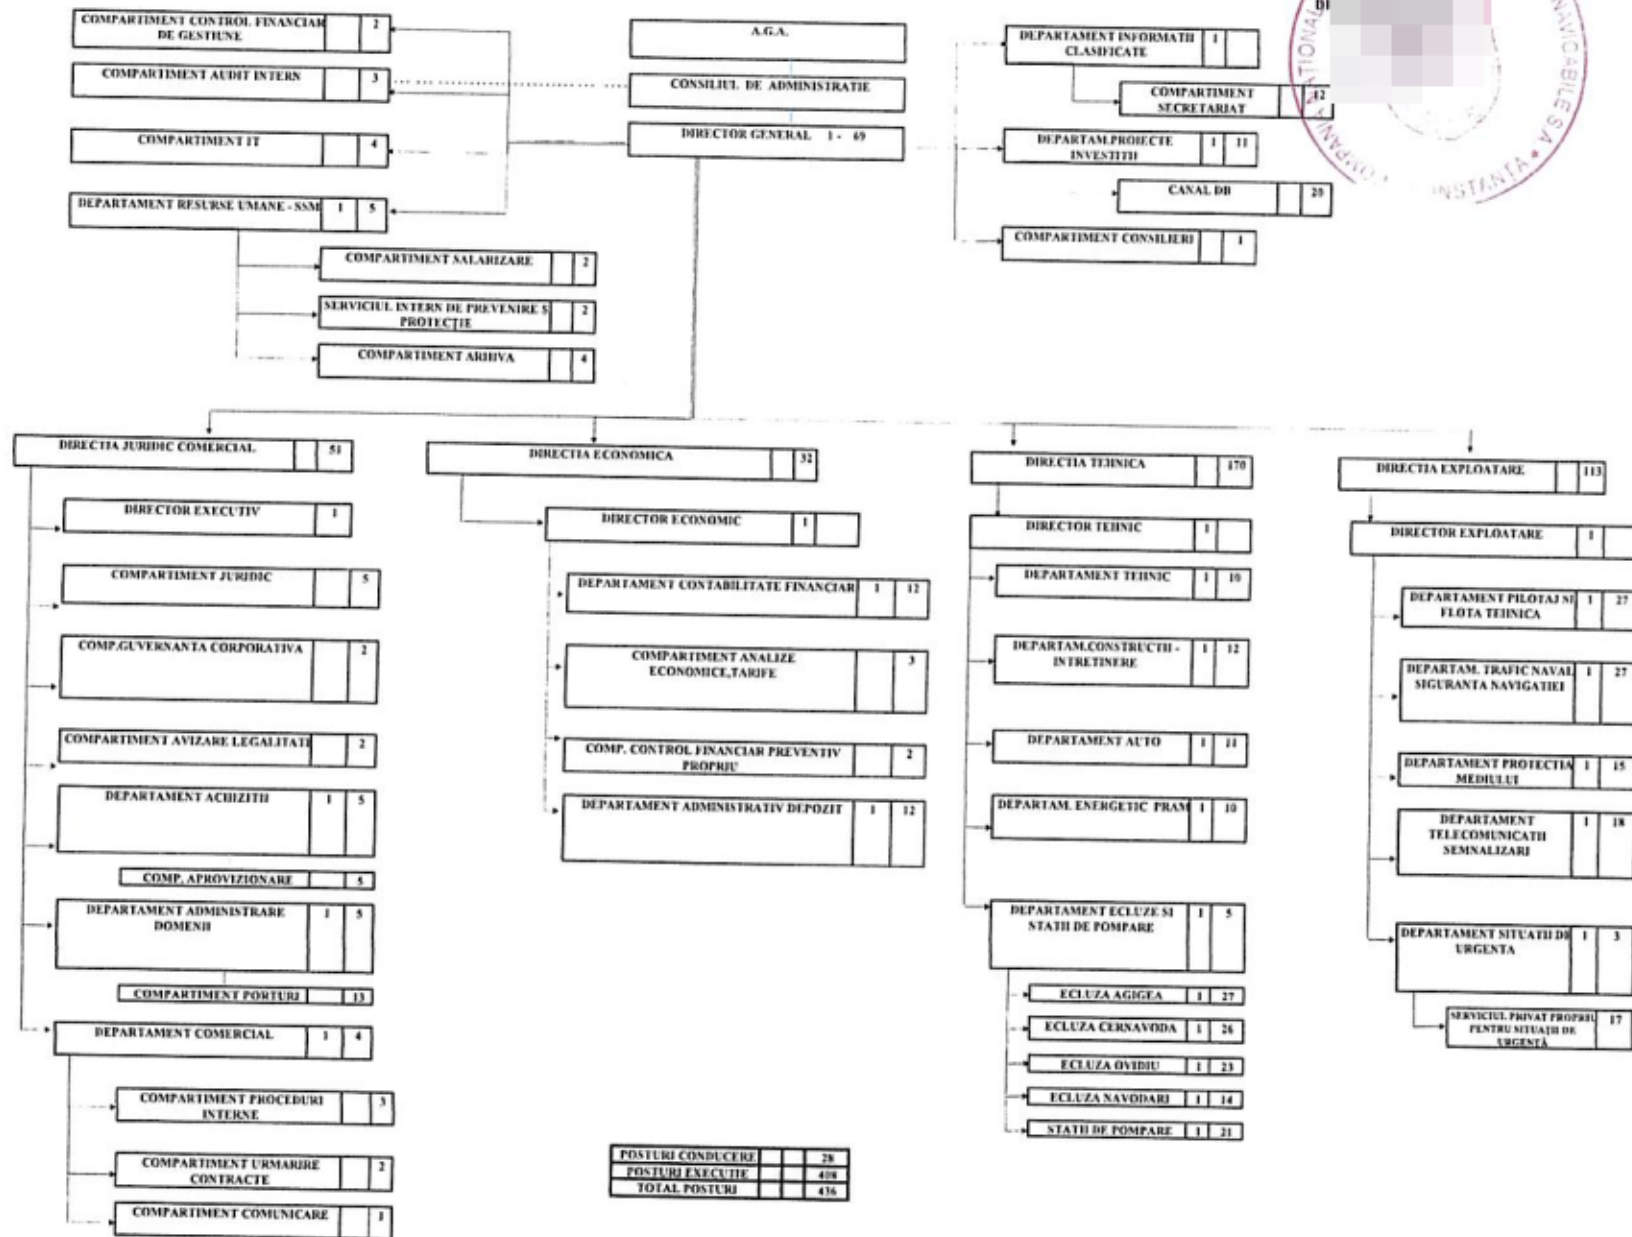 COMPARTIMENT CONTROL FINANCIAR 2
DE GESTIUNE
COMPARTIMENT AUDIT INTERN 3
COMPARTIMENT IT 4
DEPARTAMENT RESURSE UMANE - SSM 1 5
COMPARTIMENT SALARIZARE 2
SERVICIUL INTERN DE PREVENIRE S 2
PROTECȚIE
COMPARTIMENT ARHIVA 4
A.G.A.
CONSILIUL DE ADMINISTRATIE
DIRECTOR GENERAL 1 - 69
DEPARTAMENT INFORMATII 1
CLASIFICATE
COMPARTIMENT 12
SECRETARIAT
DEPARTAM.PROIECTE 1 11
INVESTITII
CANAL DB 20
COMPARTIMENT CONSILIERI 1
NAVIGABILE S.A. * CONSTANTA
DIRECTIA JURIDIC COMERCIAL 51
DIRECTOR EXECUTIV 1
COMPARTIMENT JURIDIC 5
COMP.GUVERNANTA CORPORATIVA 2
COMPARTIMENT AVIZARE LEGALITATE 2
DEPARTAMENT ACHIZITII 1 5
COMP. APROVIZIONARE 5
DEPARTAMENT ADMINISTRARE 1 5
DOMENII
COMPARTIMENT PORTURI 13
DEPARTAMENT COMERCIAL 1 4
COMPARTIMENT PROCEDURI 3
INTERNE
COMPARTIMENT URMARIRE 2
CONTRACTE
COMPARTIMENT COMUNICARE 1
DIRECTIA ECONOMICA 32
DIRECTOR ECONOMIC 1
DEPARTAMENT CONTABILITATE FINANCIAR 1 12
COMPARTIMENT ANALIZE 3
ECONOMICE,TARIFE
COMP. CONTROL FINANCIAR PREVENTIV 2
PROPRIU
DEPARTAMENT ADMINISTRATIV DEPOZIT 1 12
DIRECTIA TEHNICA 170
DIRECTOR TEHNIC 1
DEPARTAMENT TEHNIC 1 10
DEPARTAM.CONSTRUCTII - 1 12
INTRETINERE
DEPARTAMENT AUTO 1 11
DEPARTAM. ENERGETIC PRAM 1 10
DEPARTAMENT ECLUZE SI 1 5
STATII DE POMPARE
ECLUZA AGIGEA 1 27
ECLUZA CERNAVODA 1 26
ECLUZA OVIDIU 1 23
ECLUZA NAVODARI 1 14
STATII DE POMPARE 1 21
DIRECTIA EXPLOATARE 113
DIRECTOR EXPLOATARE 1
DEPARTAMENT PILOTAJ SI 1 27
FLOTA TEHNICA
DEPARTAM. TRAFIC NAVAL 1 27
SIGURANTA NAVIGATIEI
DEPARTAMENT PROTECTIA 1 15
MEDIULUI
DEPARTAMENT 1 18
TELECOMUNICATII
SEMNALIZARI
DEPARTAMENT SITUATII DE 1 3
URGENTA
SERVICIUL PRIVAT PROPRIU 17
PENTRU SITUAȚII DE
URGENȚĂ
POSTURI CONDUCERE 28
POSTURI EXECUTIE 408
TOTAL POSTURI 436